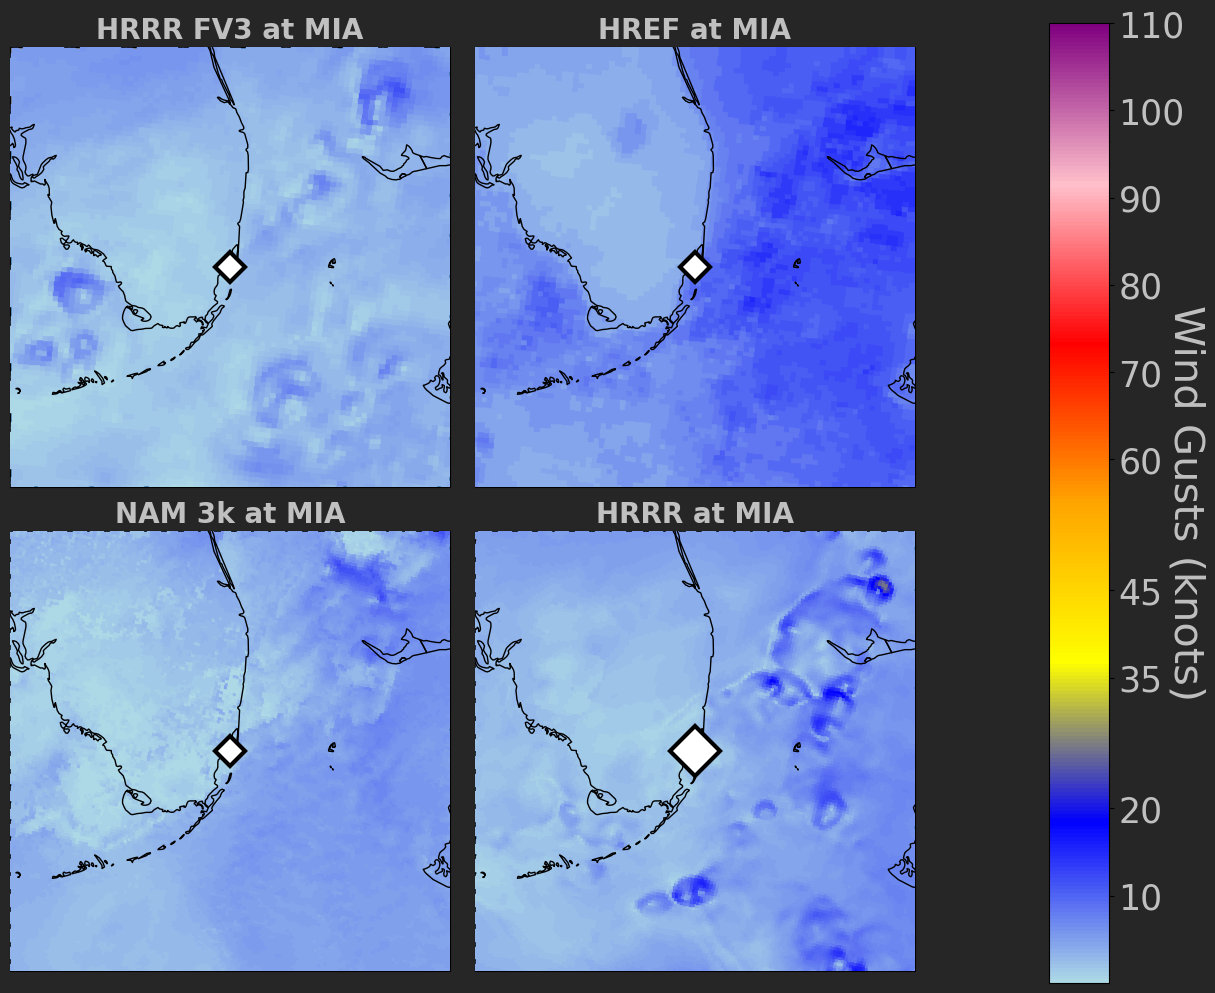 HRRR FV3 at MIA
HREF at MIA
NAM 3k at MIA
HRRR at MIA
110
100
90
80
70
60
45
35
20
10
Wind Gusts (knots)